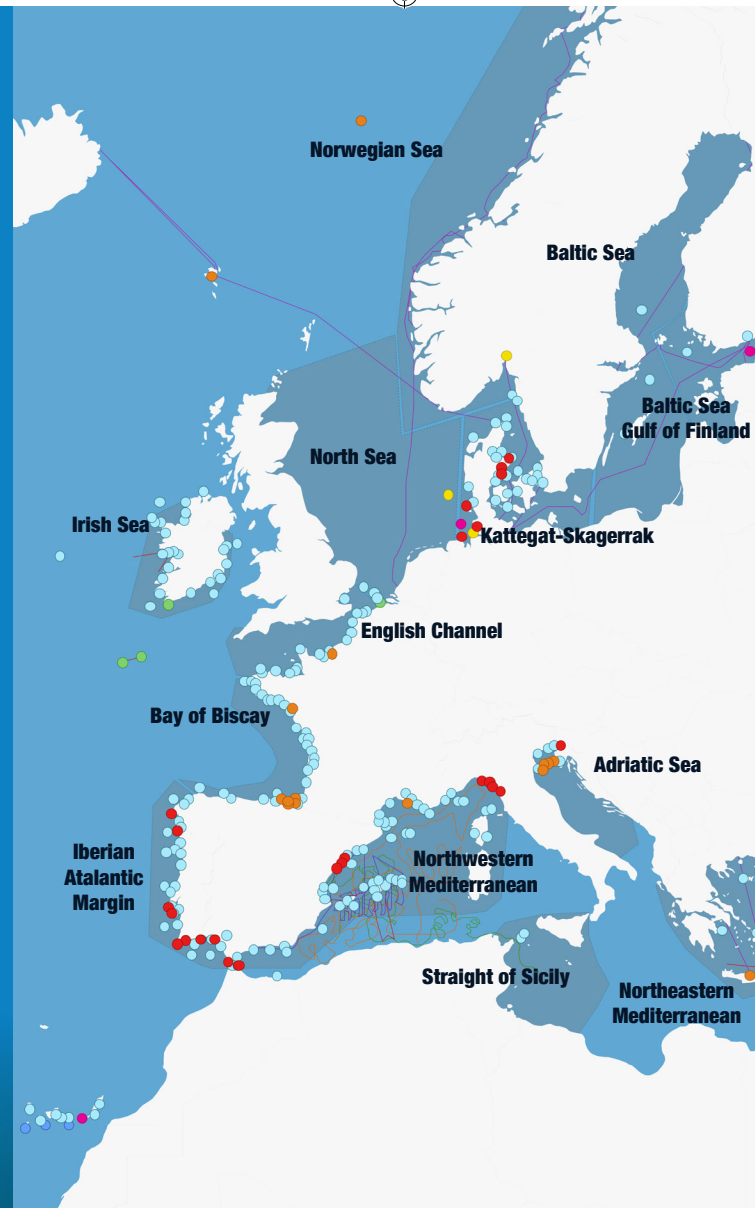 Norwegian Sea
Baltic Sea
Baltic Sea
Gulf of Finland
North Sea
Irish Sea
Kattegat-Skagerrak
English Channel
Bay of Biscay
Adriatic Sea
Iberian
Atalantic
Margin
Northwestern
Mediterranean
Straight of Sicily
Northeastern
Mediterranean